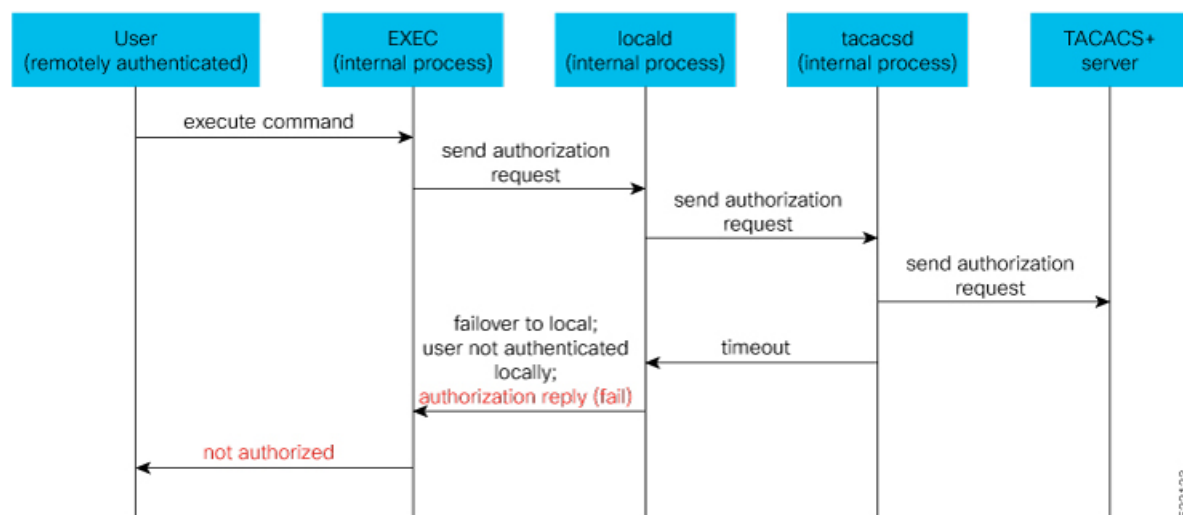 User
(remotely authenticated)
EXEC
(internal process)
locald
(internal process)
tacacsd
(internal process)
TACACS+
server
execute command
send authorization
request
send authorization
request
send authorization
request
timeout
failover to local;
user not authenticated
locally;
authorization reply (fail)
not authorized